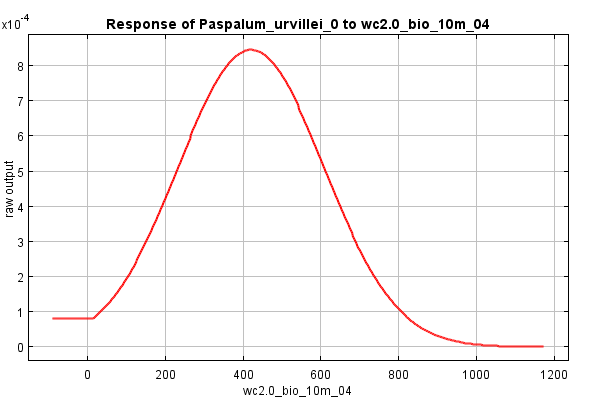 x10-4
Response of Paspalum_urvillei_0 to wc2.0_bio_10m_04
raw output
8
7
6
5
4
3
2
1
0
0 200 400 600 800 1000 1200
wc2.0_bio_10m_04